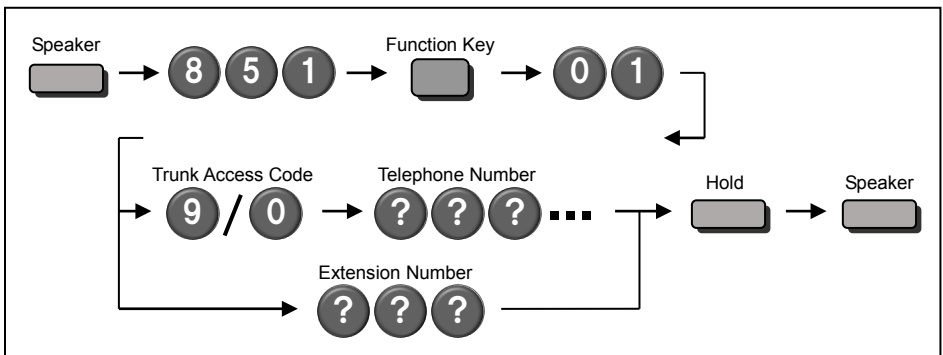 Speaker
8 5 1
Function Key
0 1
Trunk Access Code
9 / 0
Telephone Number
? ? ? ...
Hold
Speaker
Extension Number
? ? ?